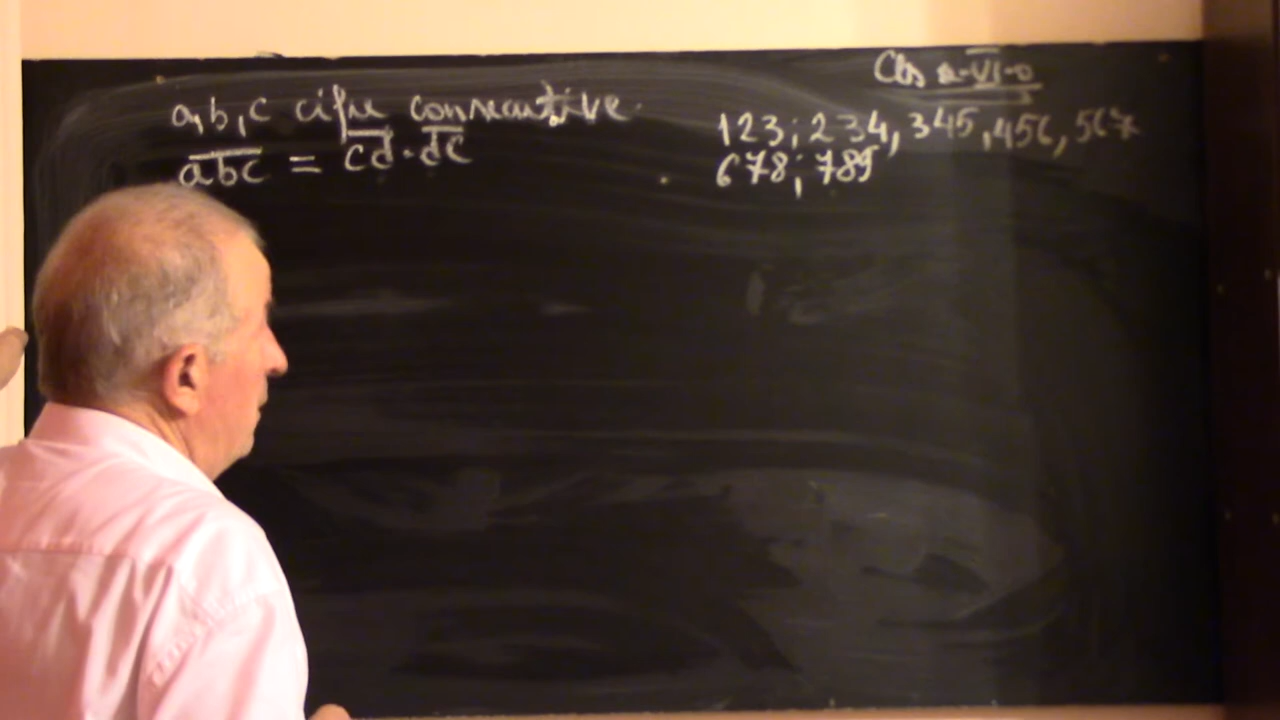 Cls a-VI-a
a,b,c cifre consecutive.
abc = cd·dc
123; 234, 345, 456, 567
678; 789